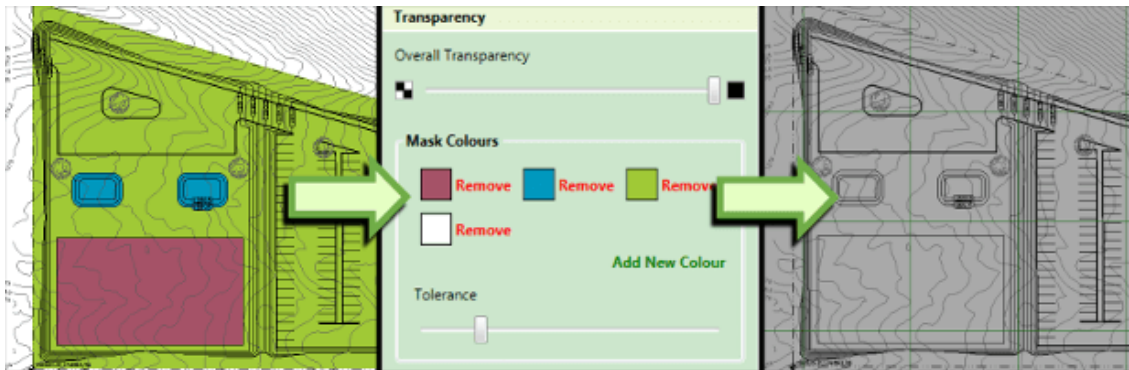 Transparency
Overall Transparency
Mask Colours
Remove Remove Remove
Remove
Add New Colour
Tolerance